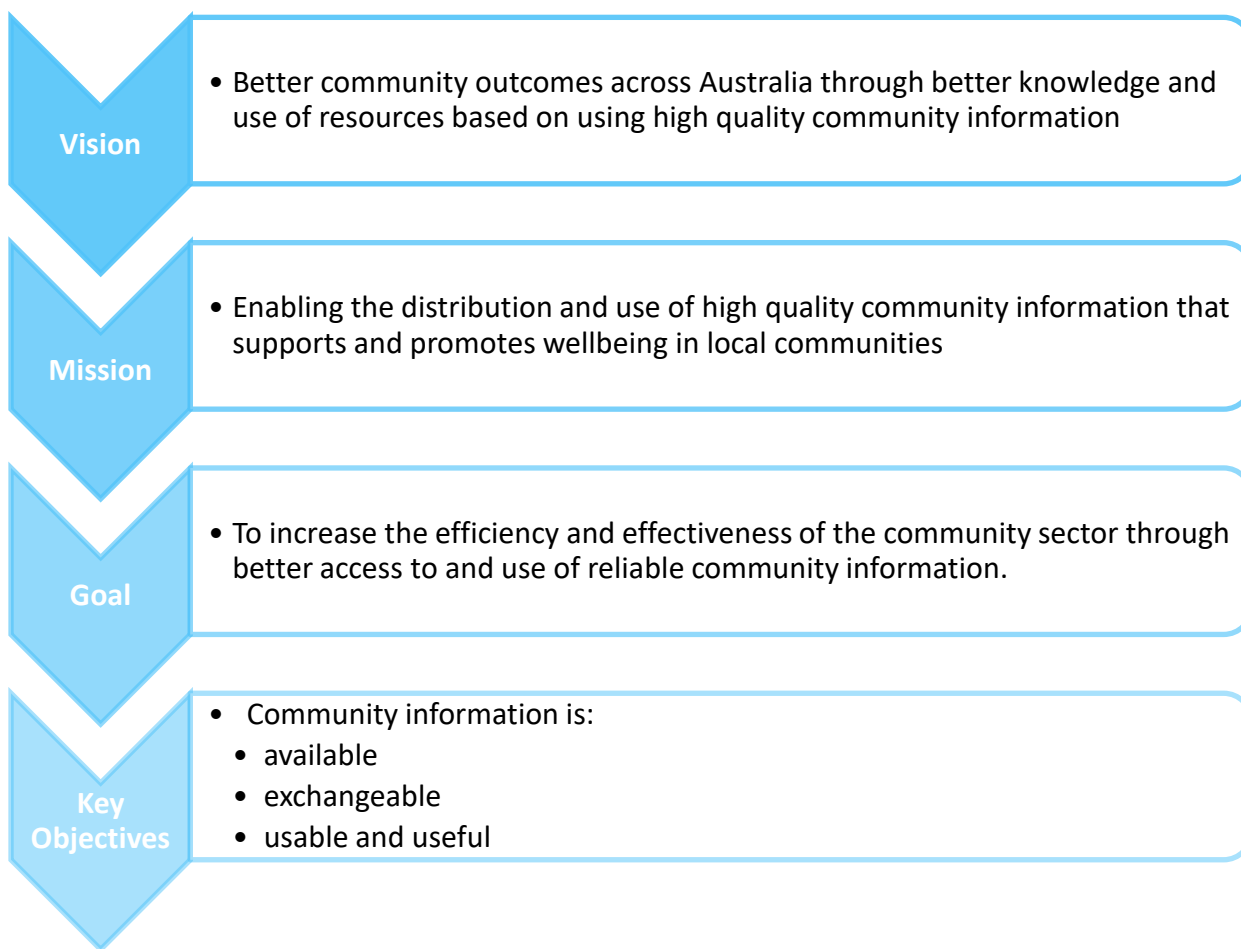 Vision
• Better community outcomes across Australia through better knowledge and
use of resources based on using high quality community information
Mission
• Enabling the distribution and use of high quality community information that
supports and promotes wellbeing in local communities
Goal
• To increase the efficiency and effectiveness of the community sector through
better access to and use of reliable community information.
Key
Objectives
• Community information is:
• available
• exchangeable
• usable and useful